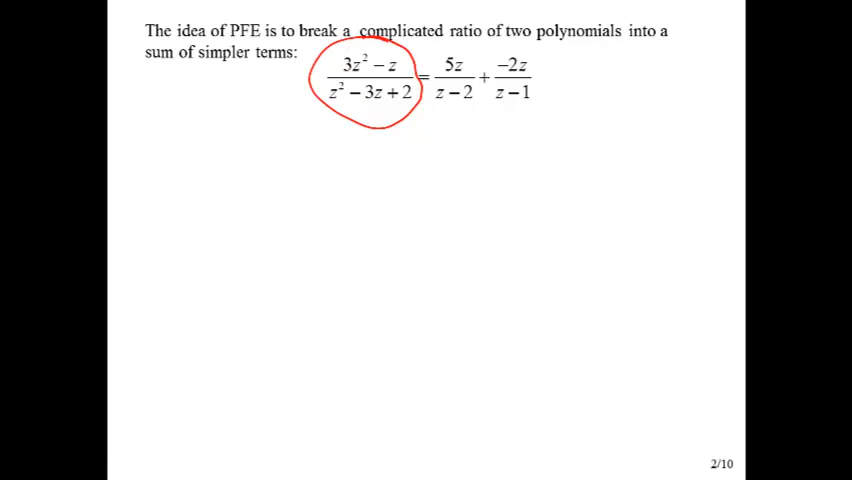 The idea of PFE is to break a complicated ratio of two polynomials into a
sum of simpler terms:
(3z² − z)/(z² − 3z + 2) = 5z/(z − 2) + −2z/(z − 1)
2/10